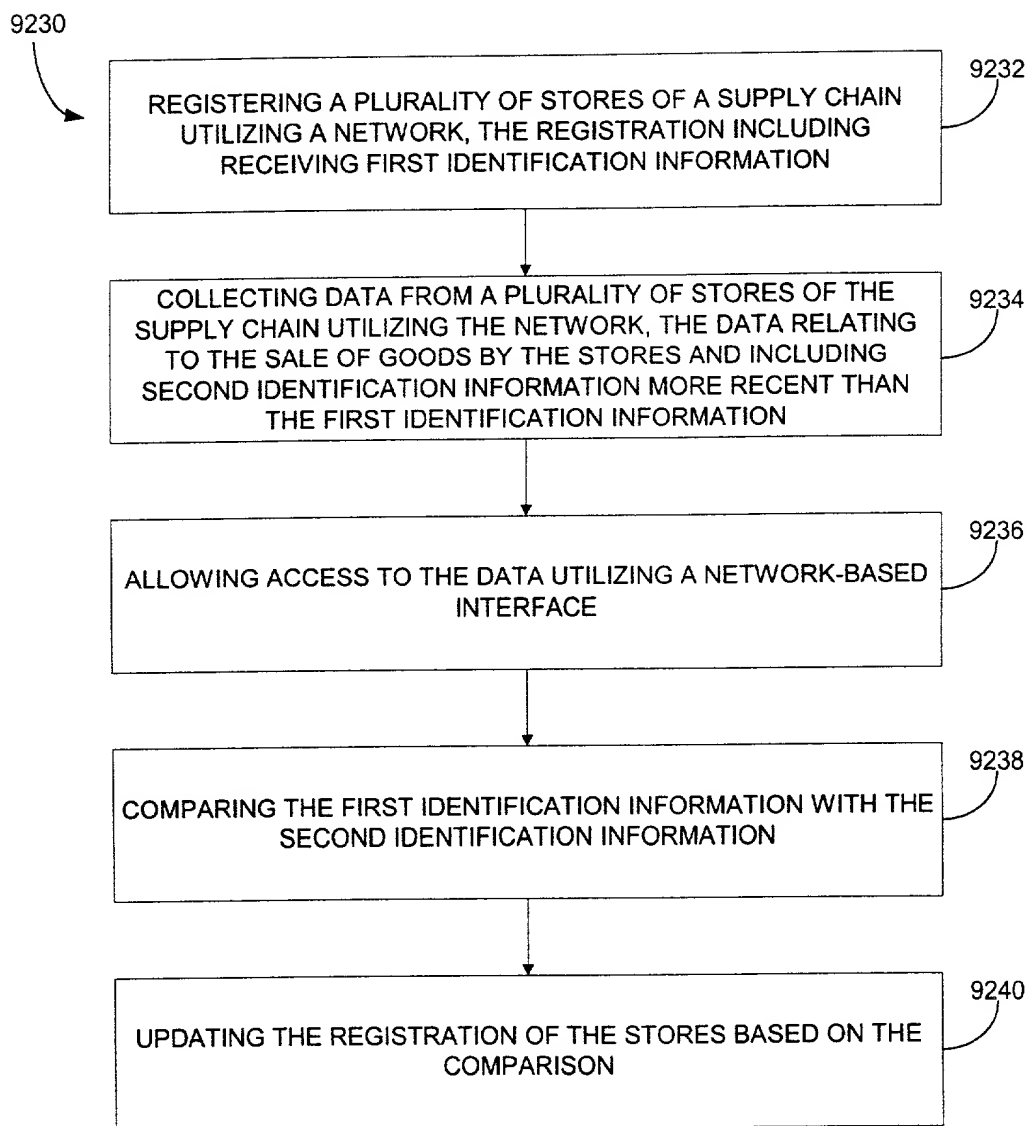 9230
9232
REGISTERING A PLURALITY OF STORES OF A SUPPLY CHAIN
UTILIZING A NETWORK, THE REGISTRATION INCLUDING
RECEIVING FIRST IDENTIFICATION INFORMATION
9234
COLLECTING DATA FROM A PLURALITY OF STORES OF THE
SUPPLY CHAIN UTILIZING THE NETWORK, THE DATA RELATING
TO THE SALE OF GOODS BY THE STORES AND INCLUDING
SECOND IDENTIFICATION INFORMATION MORE RECENT THAN
THE FIRST IDENTIFICATION INFORMATION
9236
ALLOWING ACCESS TO THE DATA UTILIZING A NETWORK-BASED
INTERFACE
9238
COMPARING THE FIRST IDENTIFICATION INFORMATION WITH THE
SECOND IDENTIFICATION INFORMATION
9240
UPDATING THE REGISTRATION OF THE STORES BASED ON THE
COMPARISON